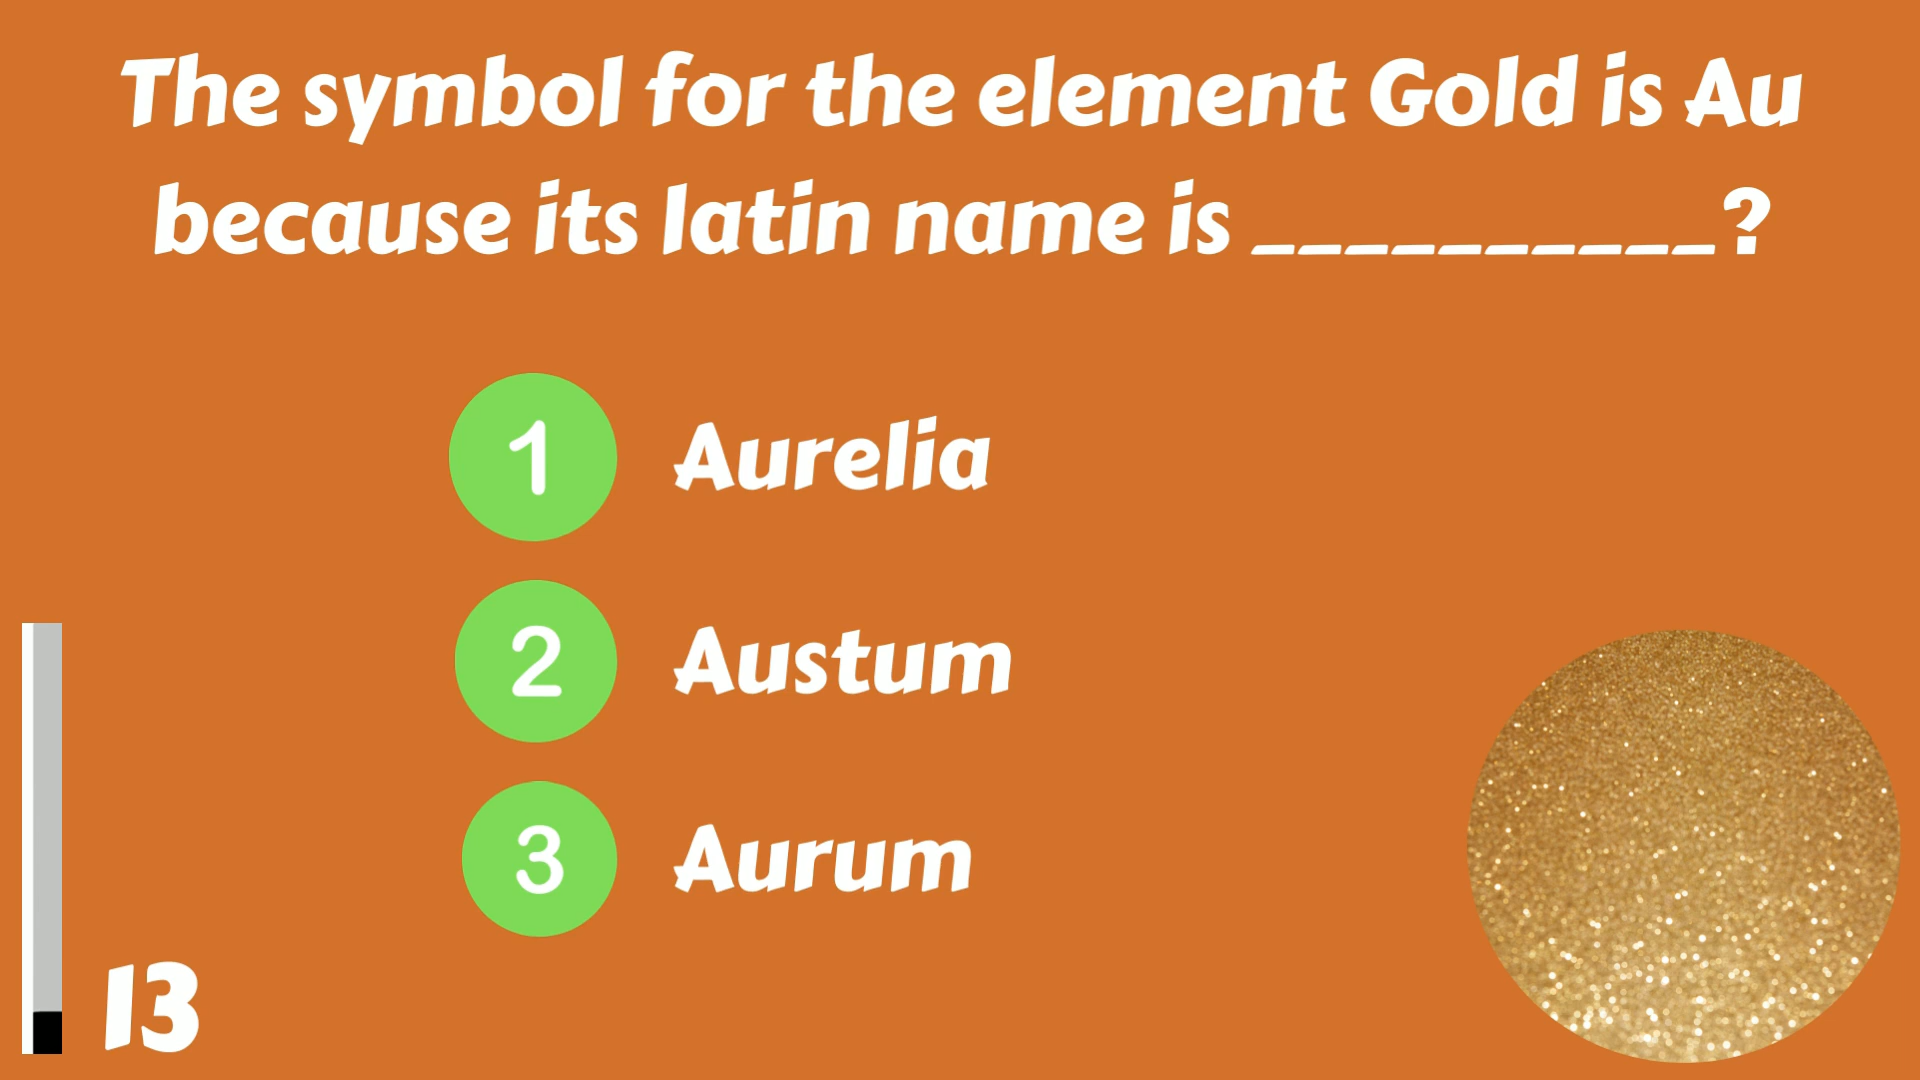 The symbol for the element Gold is Au
because its latin name is __________?
1 Aurelia
2 Austum
3 Aurum
13